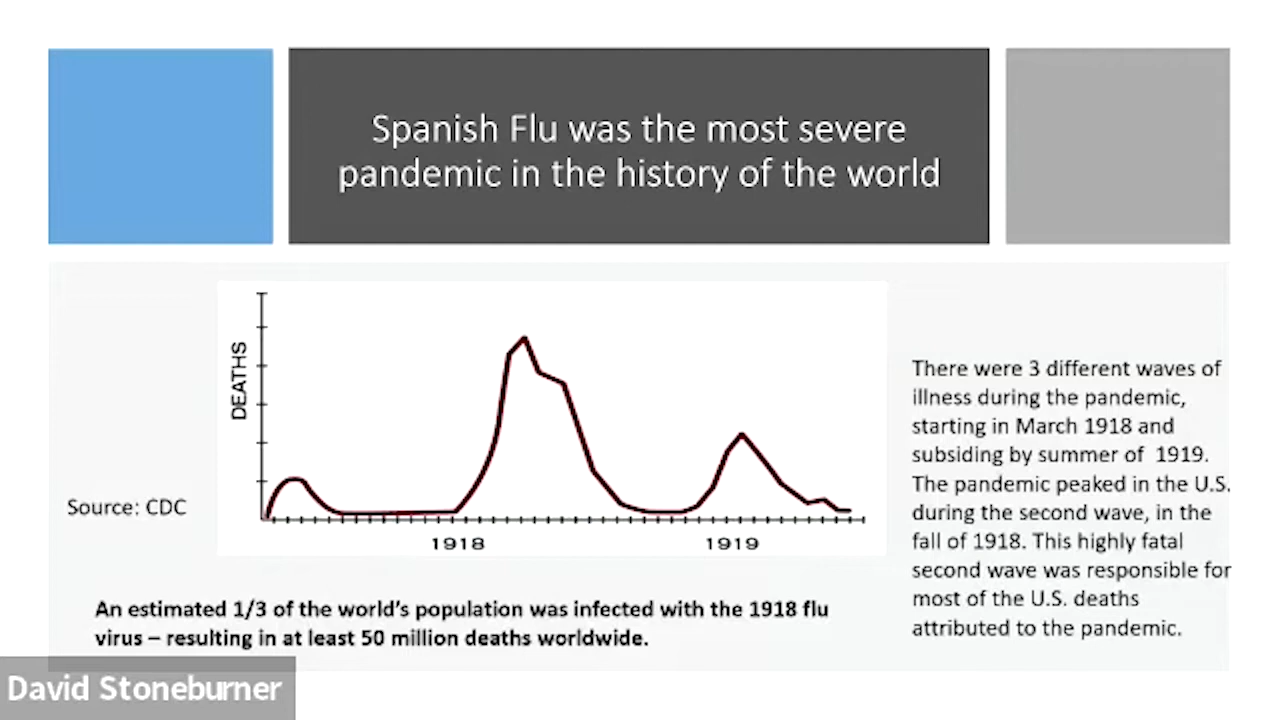 Spanish Flu was the most severe
pandemic in the history of the world
DEATHS
1918
1919
Source: CDC
There were 3 different waves of
illness during the pandemic,
starting in March 1918 and
subsiding by summer of 1919.
The pandemic peaked in the U.S.
during the second wave, in the
fall of 1918. This highly fatal
second wave was responsible for
most of the U.S. deaths
attributed to the pandemic.
An estimated 1/3 of the world’s population was infected with the 1918 flu
virus – resulting in at least 50 million deaths worldwide.
David Stoneburner